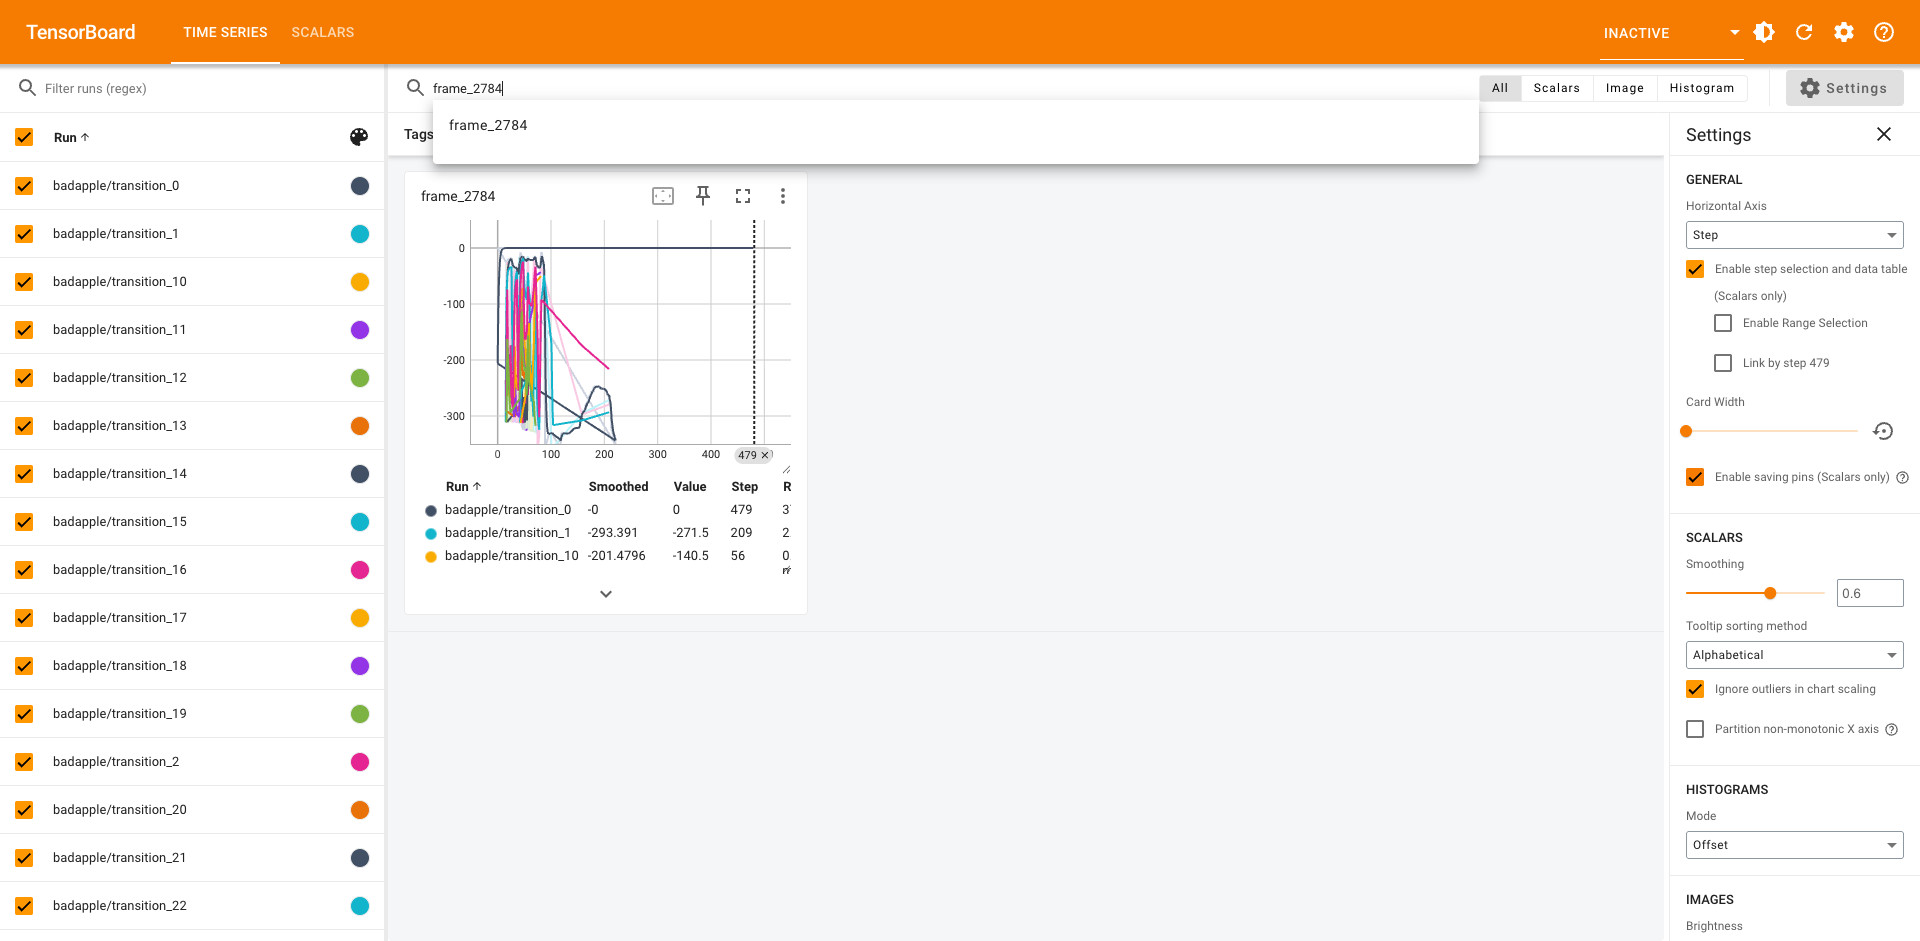 TensorBoard
TIME SERIES
SCALARS
INACTIVE
Filter runs (regex)
frame_2784
All
Scalars
Image
Histogram
Settings
frame_2784
Tags
Run
badapple/transition_0
badapple/transition_1
badapple/transition_10
badapple/transition_11
badapple/transition_12
badapple/transition_13
badapple/transition_14
badapple/transition_15
badapple/transition_16
badapple/transition_17
badapple/transition_18
badapple/transition_19
badapple/transition_2
badapple/transition_20
badapple/transition_21
badapple/transition_22
frame_2784
0
-100
-200
-300
0 100 200 300 400 479
Run Smoothed Value Step R
badapple/transition_0 -0 0 479
badapple/transition_1 -293.391 -271.5 209 2
badapple/transition_10 -201.4796 -140.5 56 0
Settings
GENERAL
Horizontal Axis
Step
Enable step selection and data table
(Scalars only)
Enable Range Selection
Link by step 479
Card Width
Enable saving pins (Scalars only)
SCALARS
Smoothing
0.6
Tooltip sorting method
Alphabetical
Ignore outliers in chart scaling
Partition non-monotonic X axis
HISTOGRAMS
Mode
Offset
IMAGES
Brightness